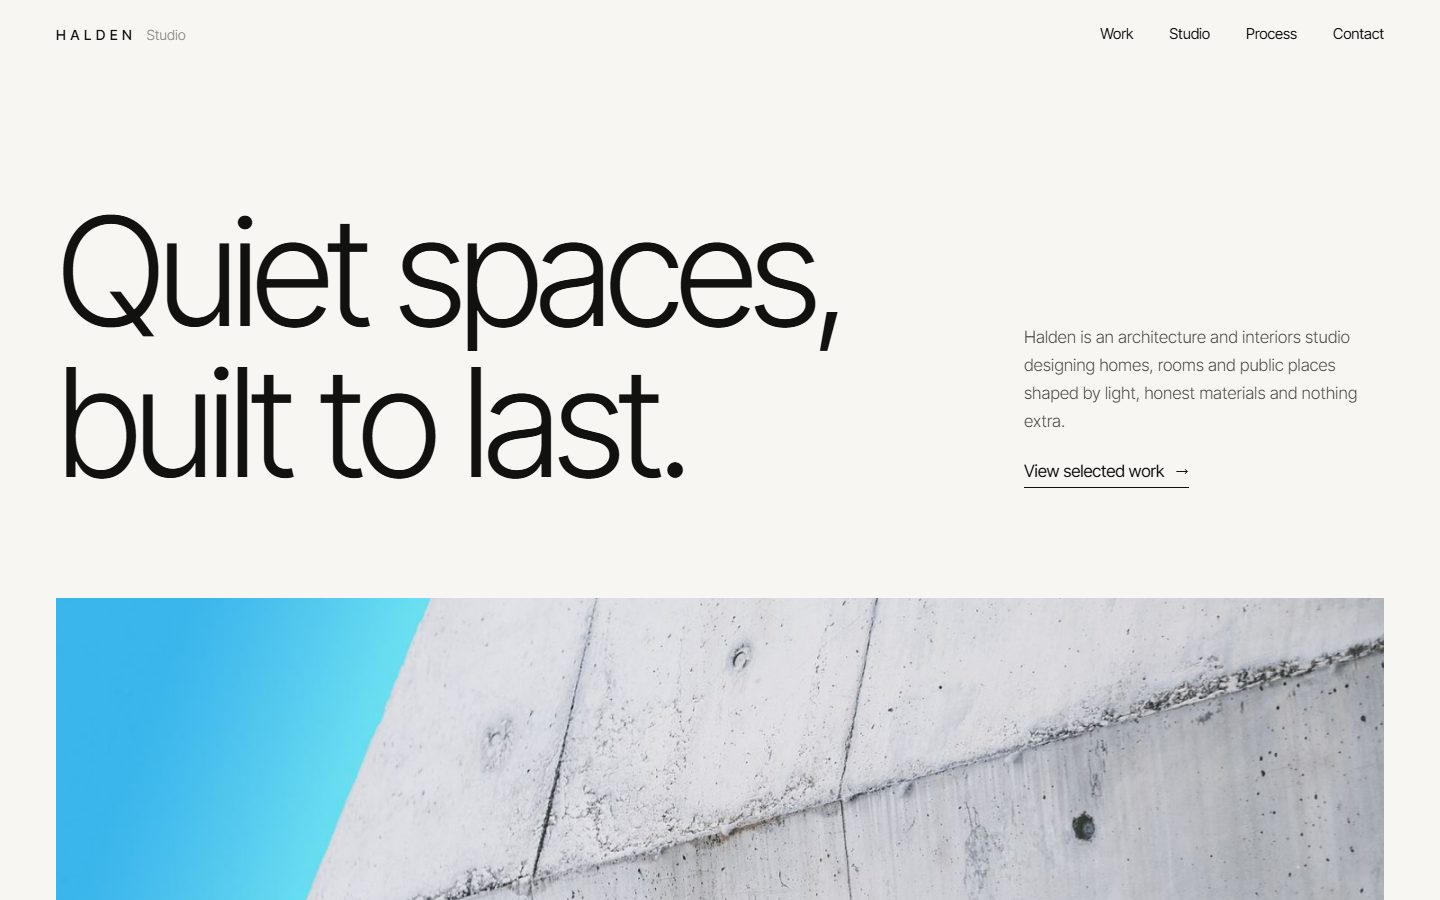 HALDEN Studio
Work Studio Process Contact
Quiet spaces,
built to last.
Halden is an architecture and interiors studio
designing homes, rooms and public places
shaped by light, honest materials and nothing
extra.
View selected work →